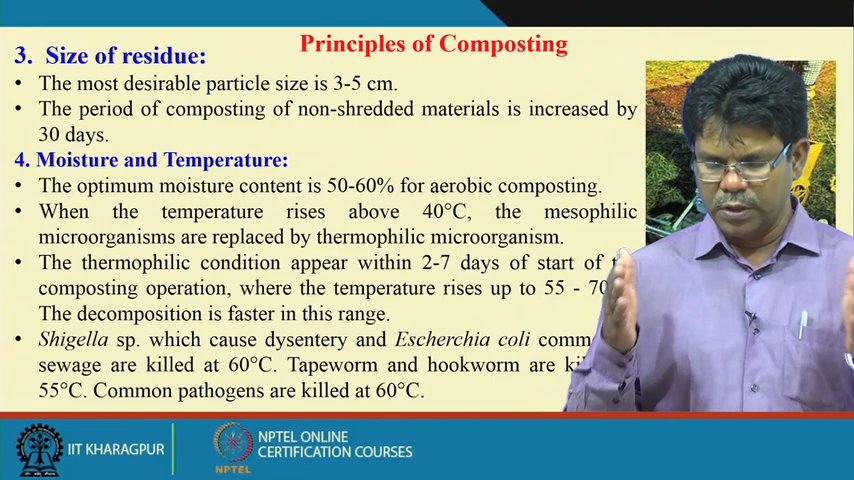 Principles of Composting
3. Size of residue:
• The most desirable particle size is 3-5 cm.
• The period of composting of non-shredded materials is increased by
30 days.
4. Moisture and Temperature:
• The optimum moisture content is 50-60% for aerobic composting.
• When the temperature rises above 40°C, the mesophilic
microorganisms are replaced by thermophilic microorganism.
• The thermophilic condition appear within 2-7 days of start of
composting operation, where the temperature rises up to 55 - 70
The decomposition is faster in this range.
• Shigella sp. which cause dysentery and Escherchia coli
sewage are killed at 60°C. Tapeworm and hookworm are
55°C. Common pathogens are killed at 60°C.
IIT KHARAGPUR
NPTEL
NPTEL ONLINE
CERTIFICATION COURSES